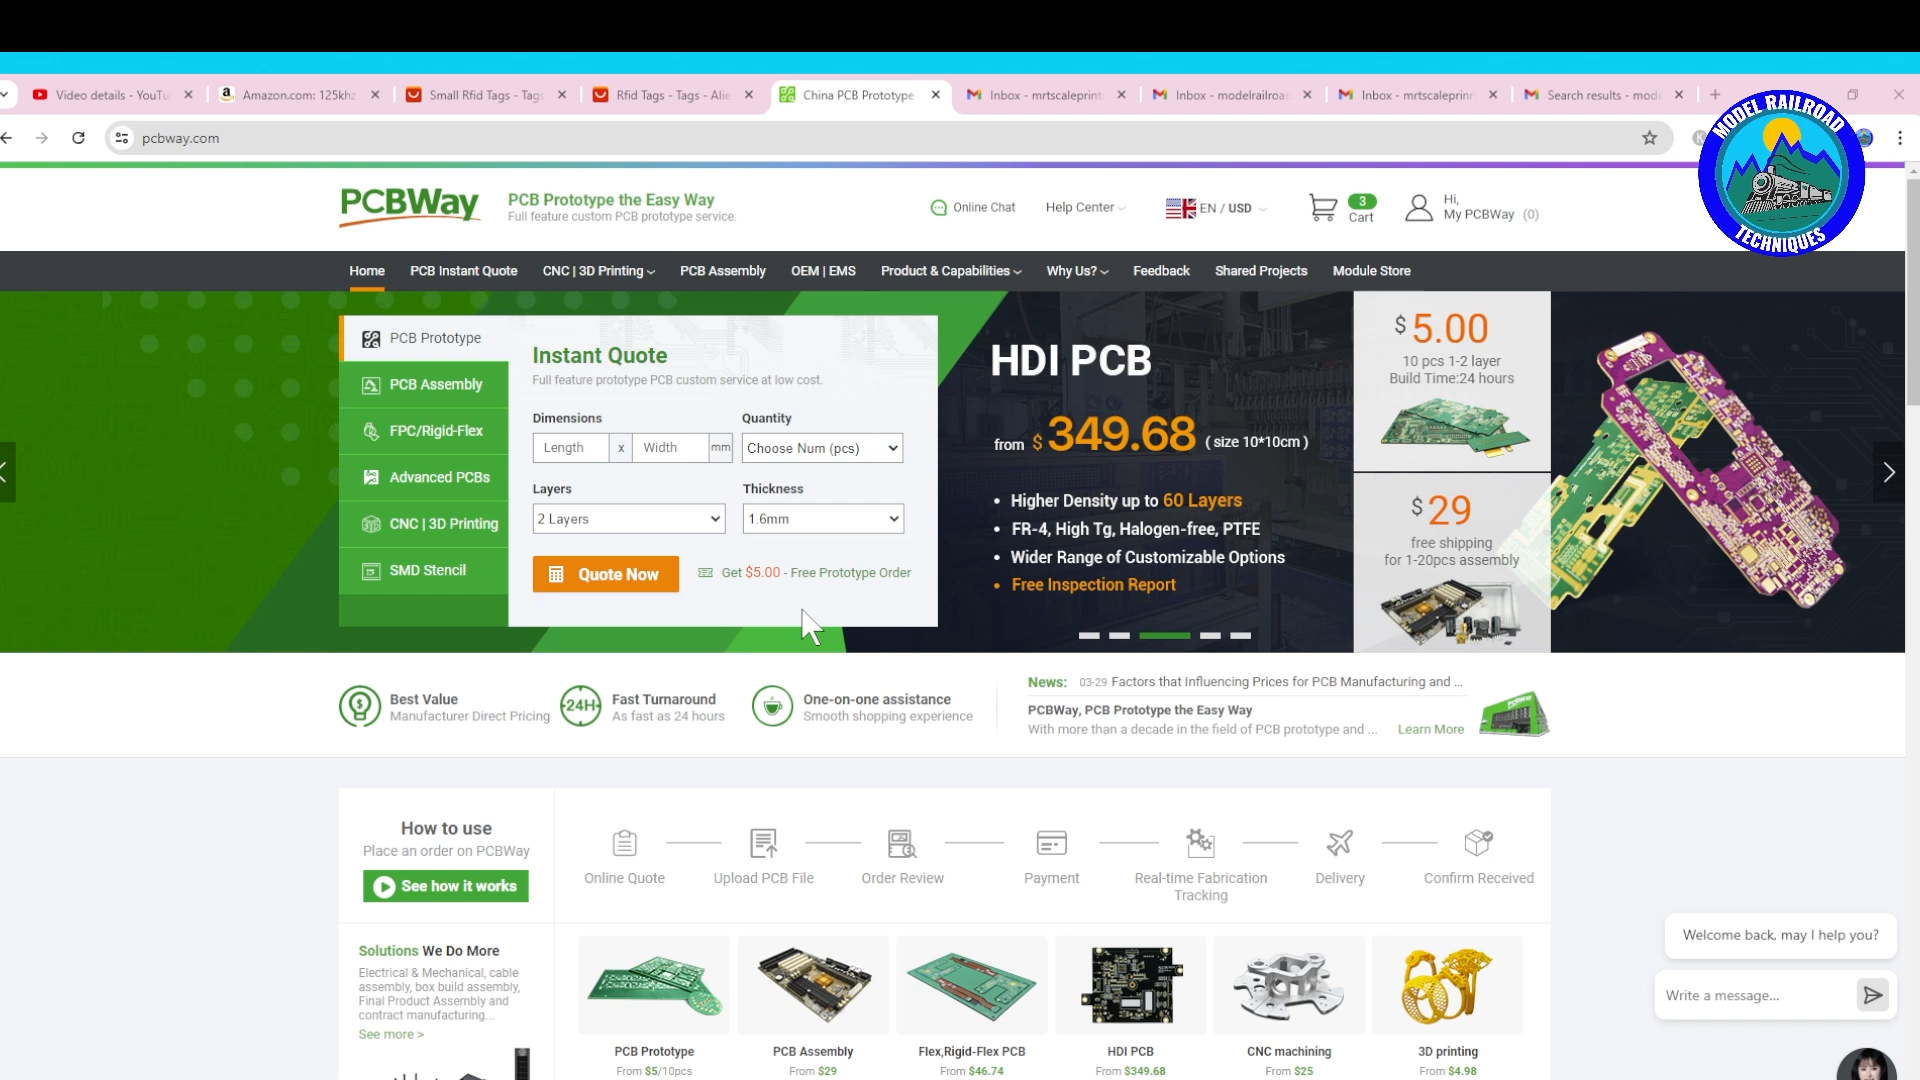 Video details - YouTu
Amazon.com: 125khz
Small Rfid Tags - Tags
Rfid Tags - Tags - Alie
China PCB Prototype
Inbox - mrtscaleprint
Inbox - modelrailroad
Inbox - mrtscaleprin
Search results - mode
pcbway.com
MODEL RAILROAD
TECHNIQUES
PCBWay
PCB Prototype the Easy Way
Full feature custom PCB prototype service.
Online Chat
Help Center
EN / USD
3
Cart
Hi,
My PCBWay (0)
Home
PCB Instant Quote
CNC | 3D Printing
PCB Assembly
OEM | EMS
Product & Capabilities
Why Us?
Feedback
Shared Projects
Module Store
PCB Prototype
PCB Assembly
FPC/Rigid-Flex
Advanced PCBs
CNC | 3D Printing
SMD Stencil
Instant Quote
Full feature prototype PCB custom service at low cost.
Dimensions
Quantity
Length x Width mm
Choose Num (pcs)
Layers
Thickness
2 Layers
1.6mm
Quote Now
Get $5.00 - Free Prototype Order
HDI PCB
from $ 349.68 ( size 10*10cm )
• Higher Density up to 60 Layers
• FR-4, High Tg, Halogen-free, PTFE
• Wider Range of Customizable Options
• Free Inspection Report
$ 5.00
10 pcs 1-2 layer
Build Time:24 hours
$ 29
free shipping
for 1-20pcs assembly
Best Value
Manufacturer Direct Pricing
24H
Fast Turnaround
As fast as 24 hours
One-on-one assistance
Smooth shopping experience
News: 03-29 Factors that Influencing Prices for PCB Manufacturing and ...
PCBWay, PCB Prototype the Easy Way
With more than a decade in the field of PCB prototype and ... Learn More
How to use
Place an order on PCBWay
See how it works
Online Quote
Upload PCB File
Order Review
Payment
Real-time Fabrication
Tracking
Delivery
Confirm Received
Solutions We Do More
Electrical & Mechanical, cable
assembly, box build assembly,
Final Product Assembly and
contract manufacturing...
See more >
PCB Prototype
From $5/10pcs
PCB Assembly
From $29
Flex,Rigid-Flex PCB
From $46.74
HDI PCB
From $349.68
CNC machining
From $25
3D printing
From $4.98
Welcome back, may I help you?
Write a message...